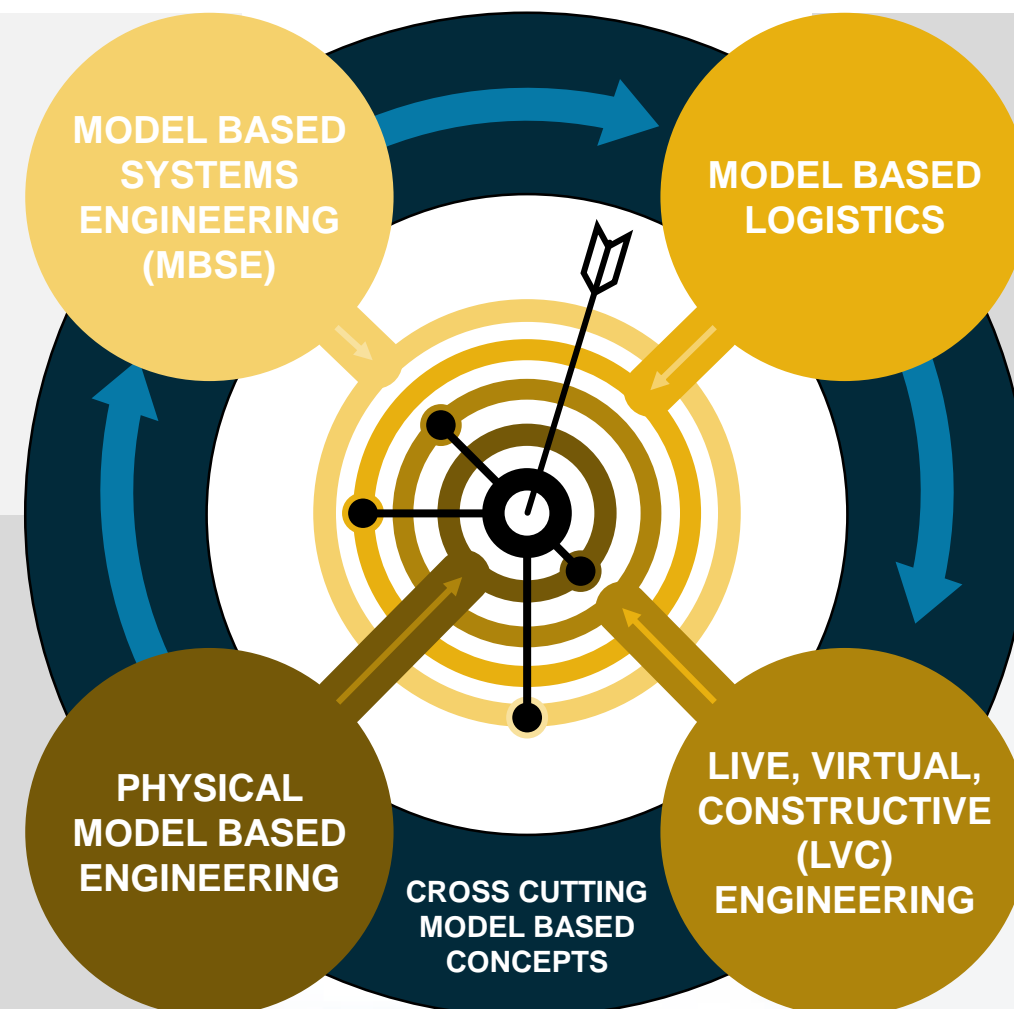 MODEL BASED
SYSTEMS
ENGINEERING
(MBSE)
MODEL BASED
LOGISTICS
PHYSICAL
MODEL BASED
ENGINEERING
LIVE, VIRTUAL,
CONSTRUCTIVE
(LVC)
ENGINEERING
CROSS CUTTING
MODEL BASED
CONCEPTS